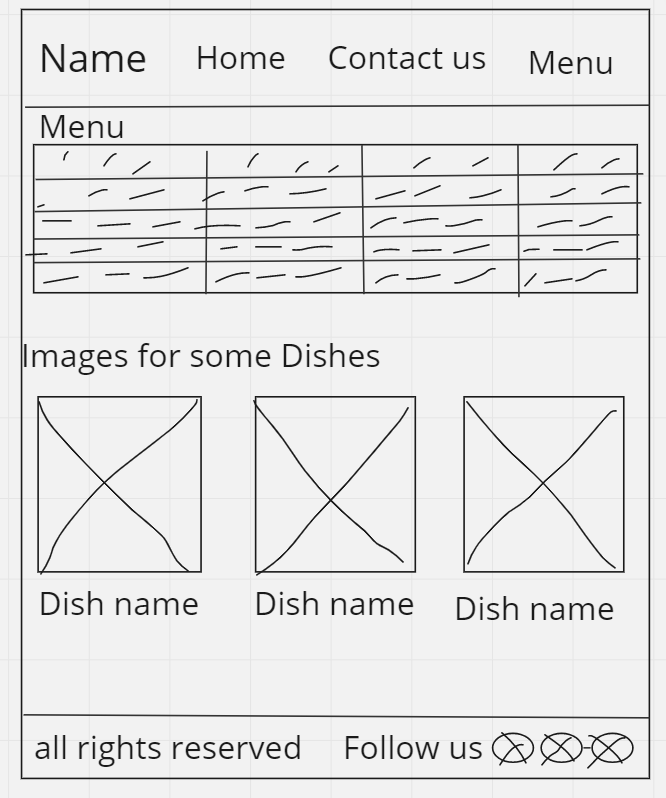 Name Home Contact us Menu
Menu
Images for some Dishes
Dish name Dish name Dish name
all rights reserved Follow us